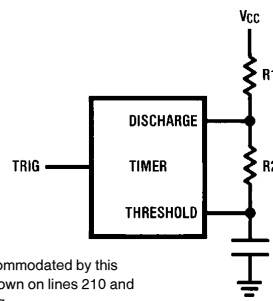 VCC
R1
DISCHARGE
TRIG
TIMER
R2
THRESHOLD
ommodated by this
own on lines 210 and